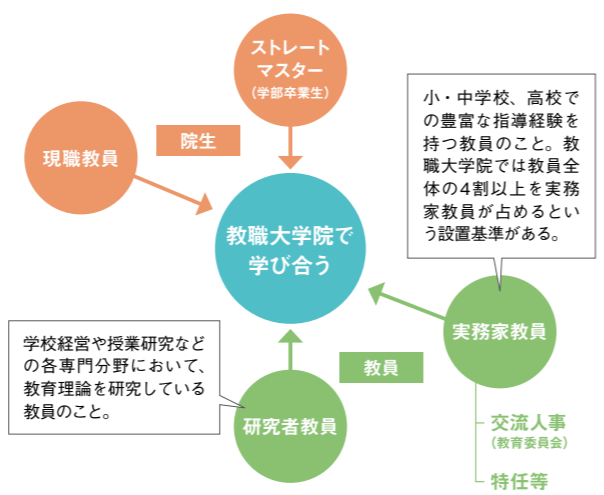 ストレート
マスター
（学部卒業生）
院生
現職教員
小・中学校、高校で
の豊富な指導経験を
持つ教員のこと。教
職大学院では教員全
体の4割以上を実務
家教員が占めるとい
う設置基準がある。
教職大学院で
学び合う
実務家教員
学校経営や授業研究など
の各専門分野において、
教育理論を研究している
教員のこと。
教員
研究者教員
交流人事
（教育委員会）
特任等